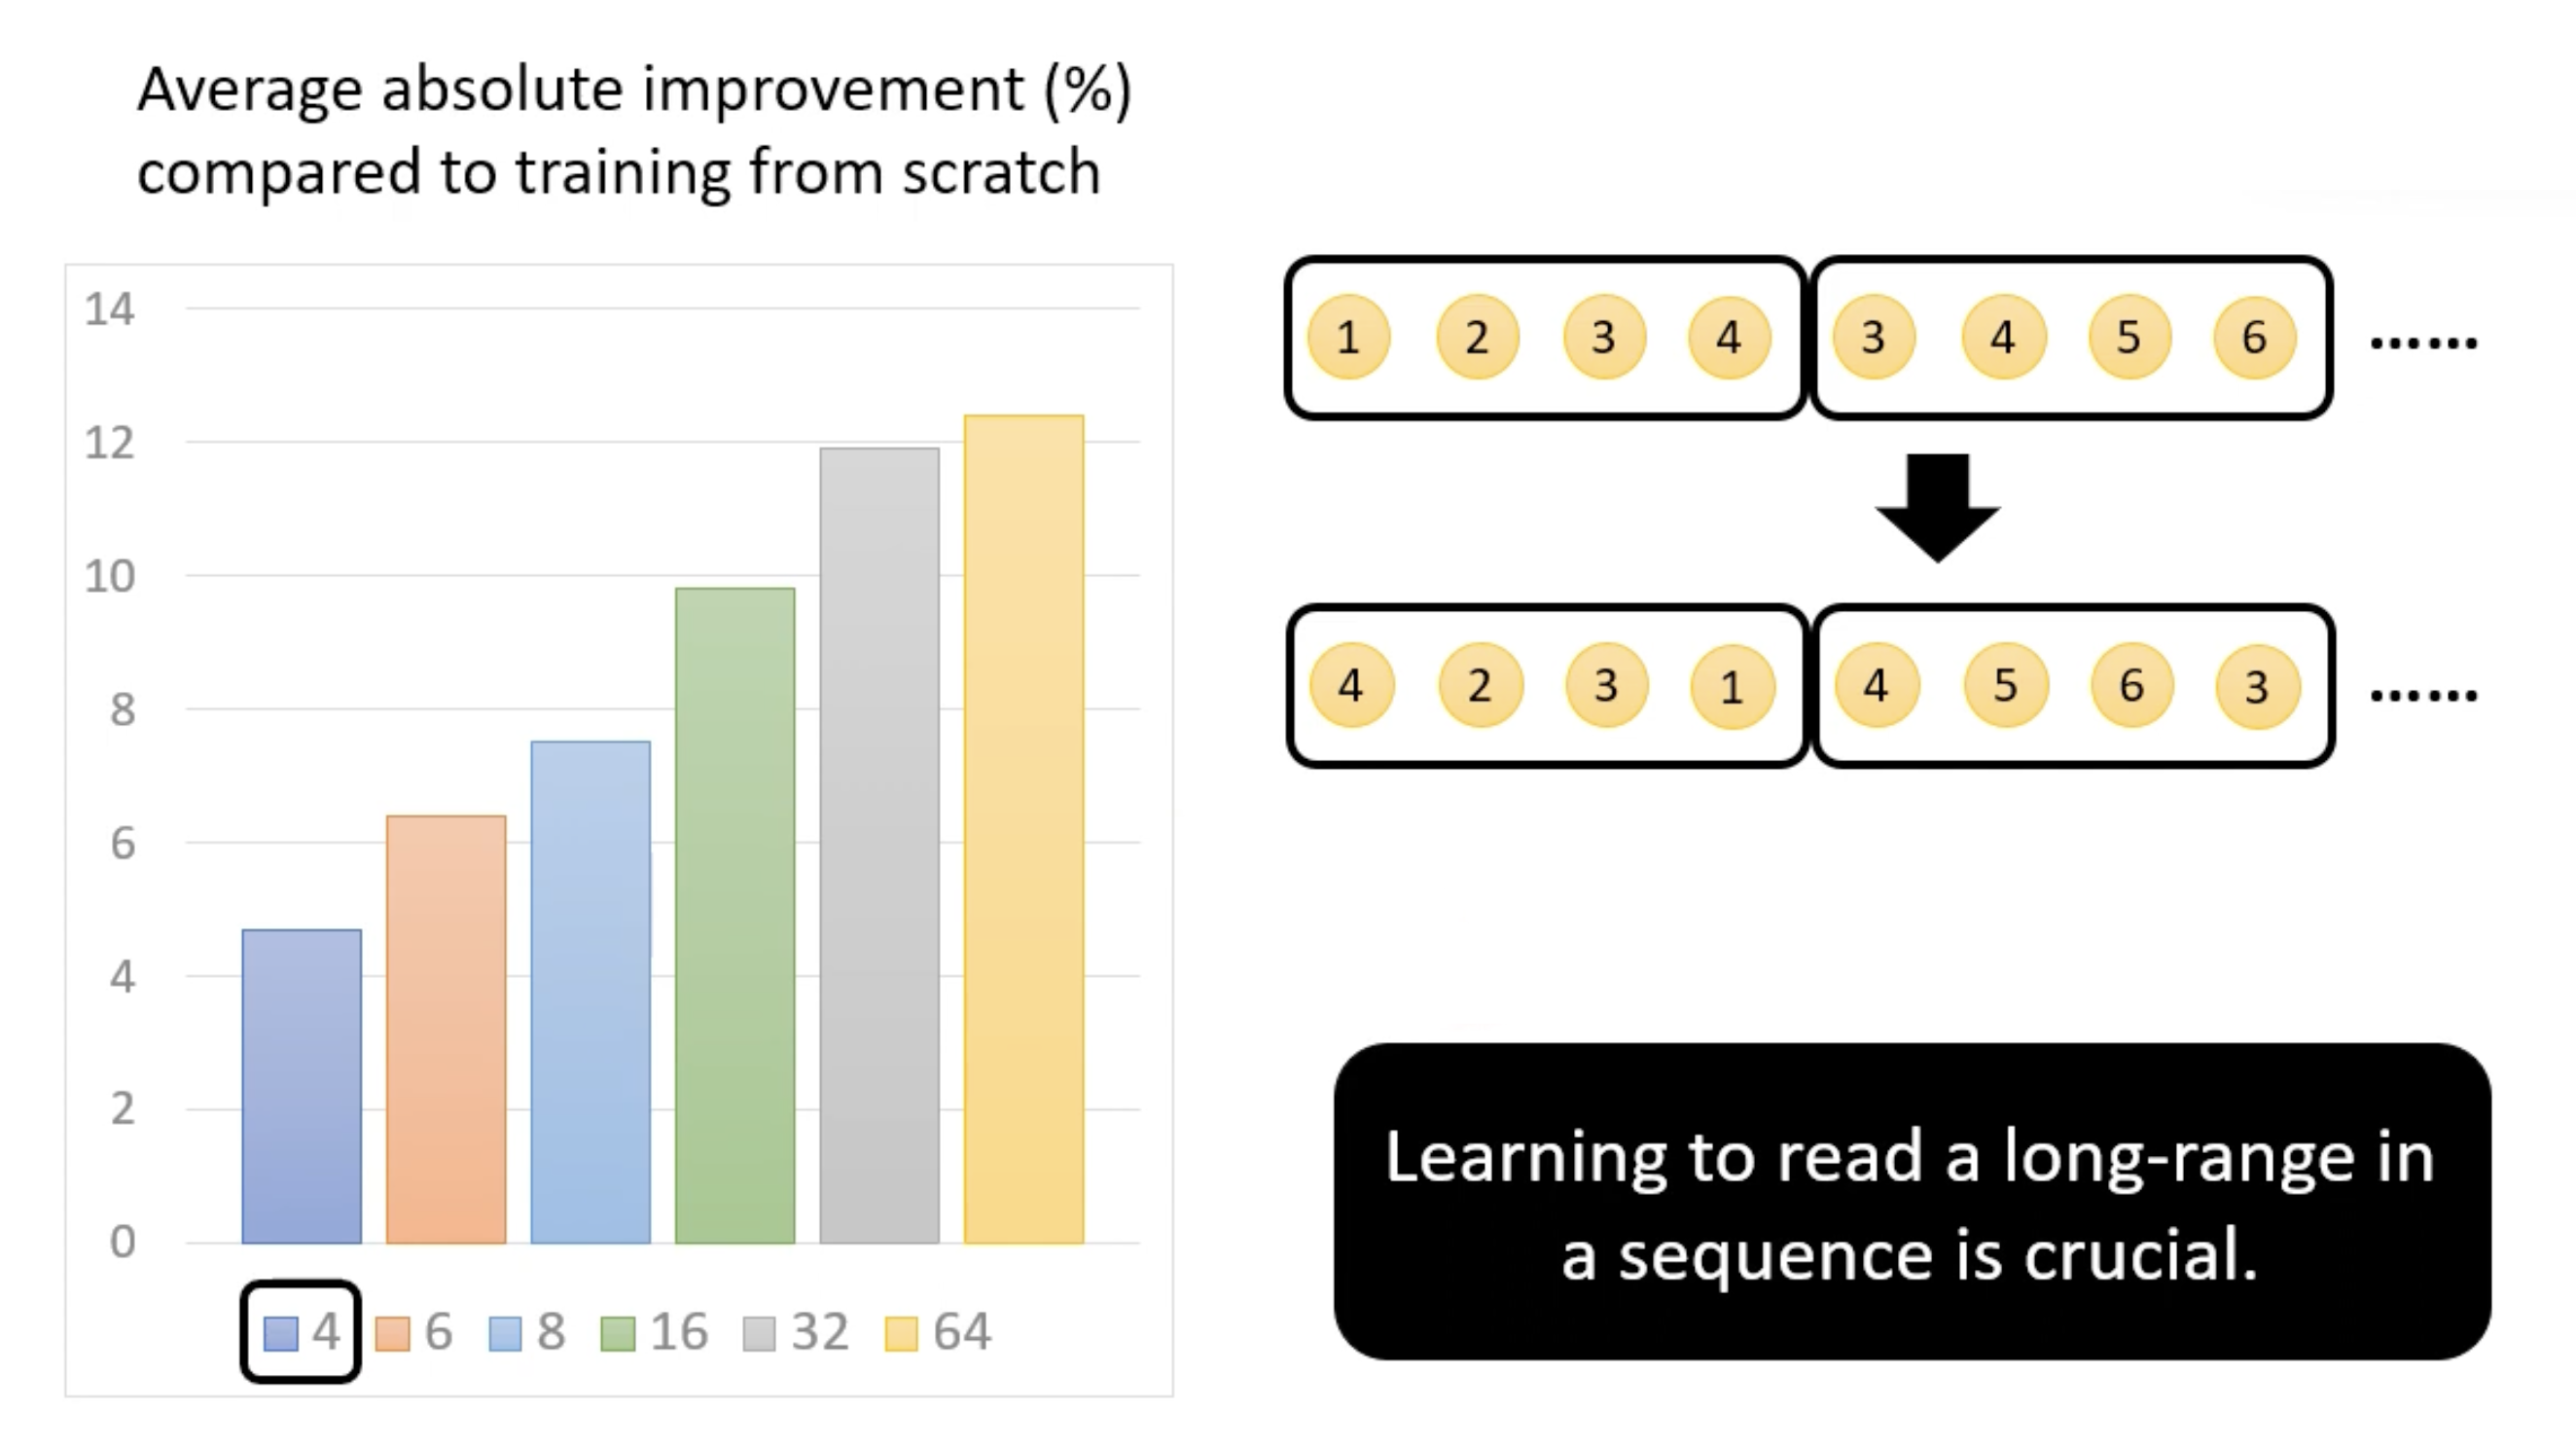 Average absolute improvement (%)
compared to training from scratch
14
12
10
8
6
4
2
0
4 6 8 16 32 64
1 2 3 4 3 4 5 6 ......
4 2 3 1 4 5 6 3 ......
Learning to read a long-range in
a sequence is crucial.